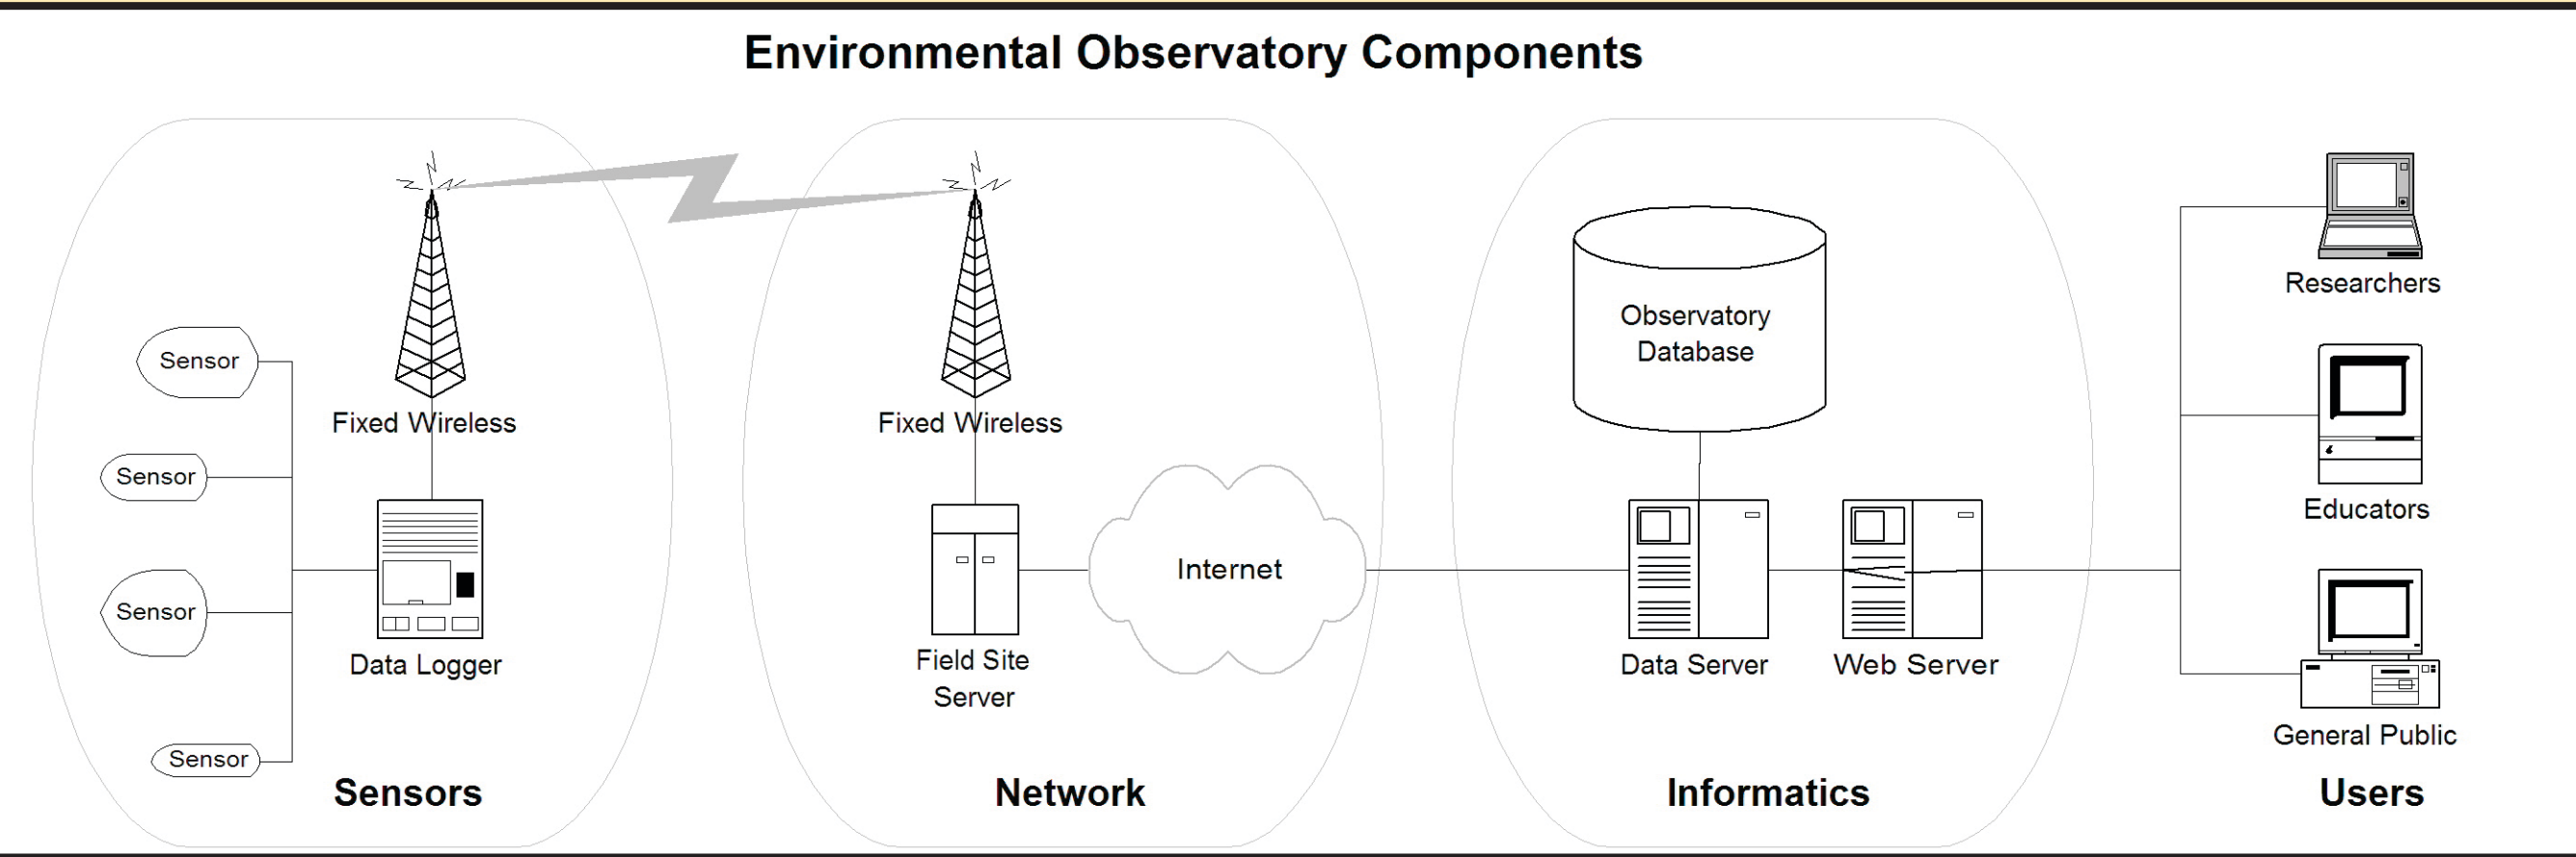 Environmental Observatory Components
Sensor
Sensor
Sensor
Sensor
Fixed Wireless
Data Logger
Sensors
Fixed Wireless
Field Site
Server
Internet
Network
Observatory
Database
Data Server
Web Server
Informatics
Researchers
Educators
General Public
Users